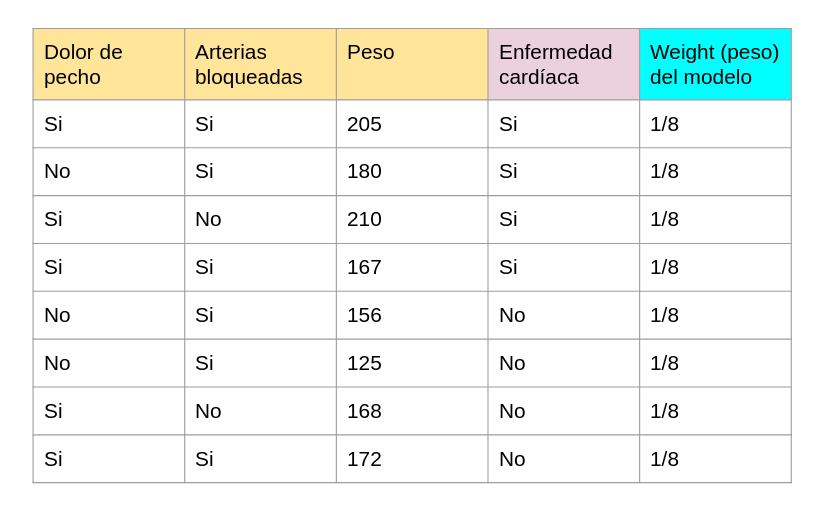 Dolor de pecho Arterias bloqueadas Peso Enfermedad cardíaca Weight (peso) del modelo
Si Si 205 Si 1/8
No Si 180 Si 1/8
Si No 210 Si 1/8
Si Si 167 Si 1/8
No Si 156 No 1/8
No Si 125 No 1/8
Si No 168 No 1/8
Si Si 172 No 1/8